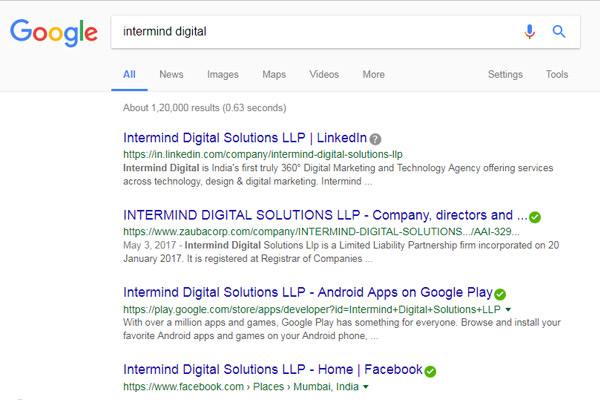 Google
intermind digital
All News Images Maps Videos More Settings Tools
About 1,20,000 results (0.63 seconds)
Intermind Digital Solutions LLP | LinkedIn
https://in.linkedin.com/company/intermind-digital-solutions-llp
Intermind Digital is India's first truly 360° Digital Marketing and Technology Agency offering services
across technology, design & digital marketing. Intermind ...
INTERMIND DIGITAL SOLUTIONS LLP - Company, directors and ...
https://www.zaubacorp.com/company/INTERMIND-DIGITAL-SOLUTIONS.../AAI-329...
May 3, 2017 - Intermind Digital Solutions Llp is a Limited Liability Partnership firm incorporated on 20
January 2017. It is registered at Registrar of Companies ...
Intermind Digital Solutions LLP - Android Apps on Google Play
https://play.google.com/store/apps/developer?id=Intermind+Digital+Solutions+LLP
With over a million apps and games, Google Play has something for everyone. Browse and install your
favorite Android apps and games on your Android phone, ...
Intermind Digital Solutions LLP - Home | Facebook
https://www.facebook.com › Places › Mumbai, India